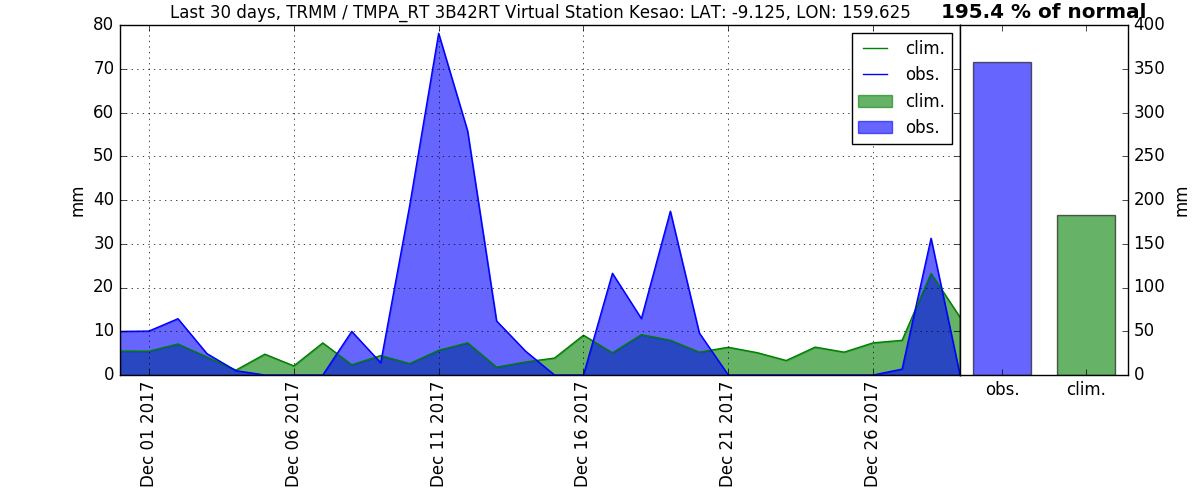 Last 30 days, TRMM / TMPA_RT 3B42RT Virtual Station Kesao: LAT: -9.125, LON: 159.625
195.4 % of normal
80
70
60
50
40
30
20
10
0
mm
clim.
obs.
clim.
obs.
400
350
300
250
200
150
100
50
0
mm
Dec 01 2017
Dec 06 2017
Dec 11 2017
Dec 16 2017
Dec 21 2017
Dec 26 2017
obs.
clim.